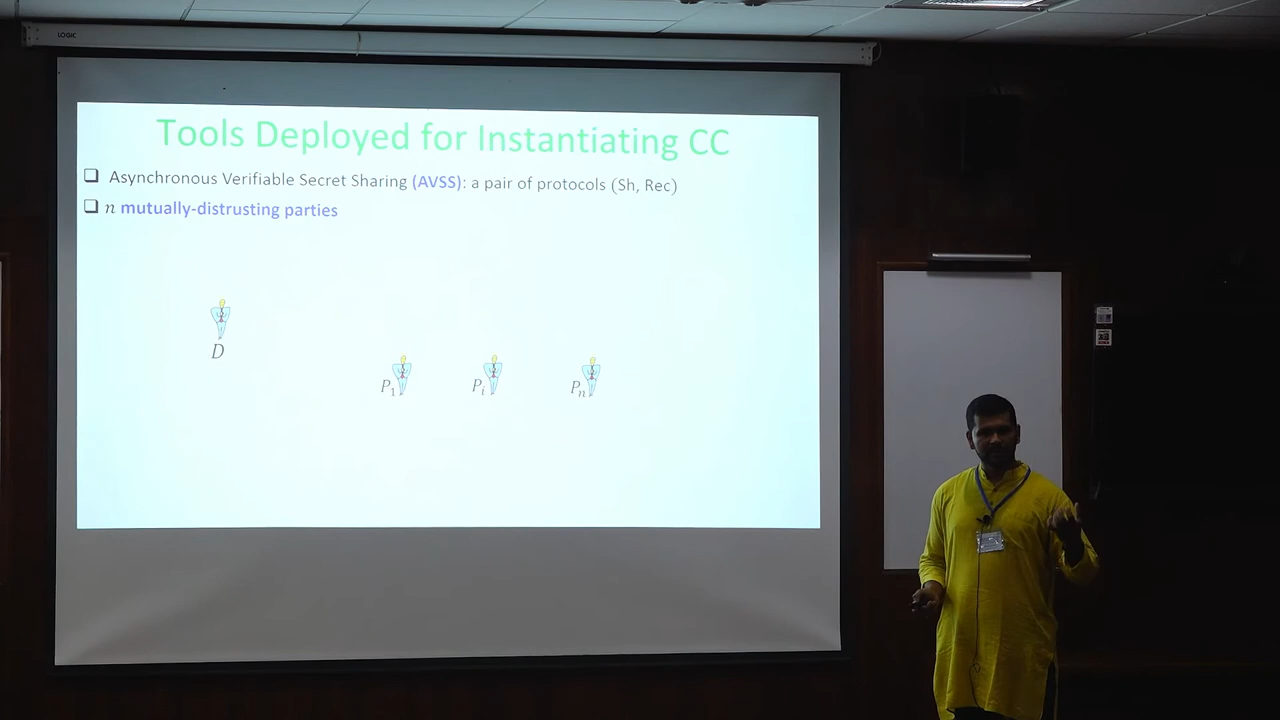 LOGIC
Tools Deployed for Instantiating CC
❑ Asynchronous Verifiable Secret Sharing (AVSS): a pair of protocols (Sh, Rec)
❑ n mutually-distrusting parties
D
P₁ Pᵢ Pₙ